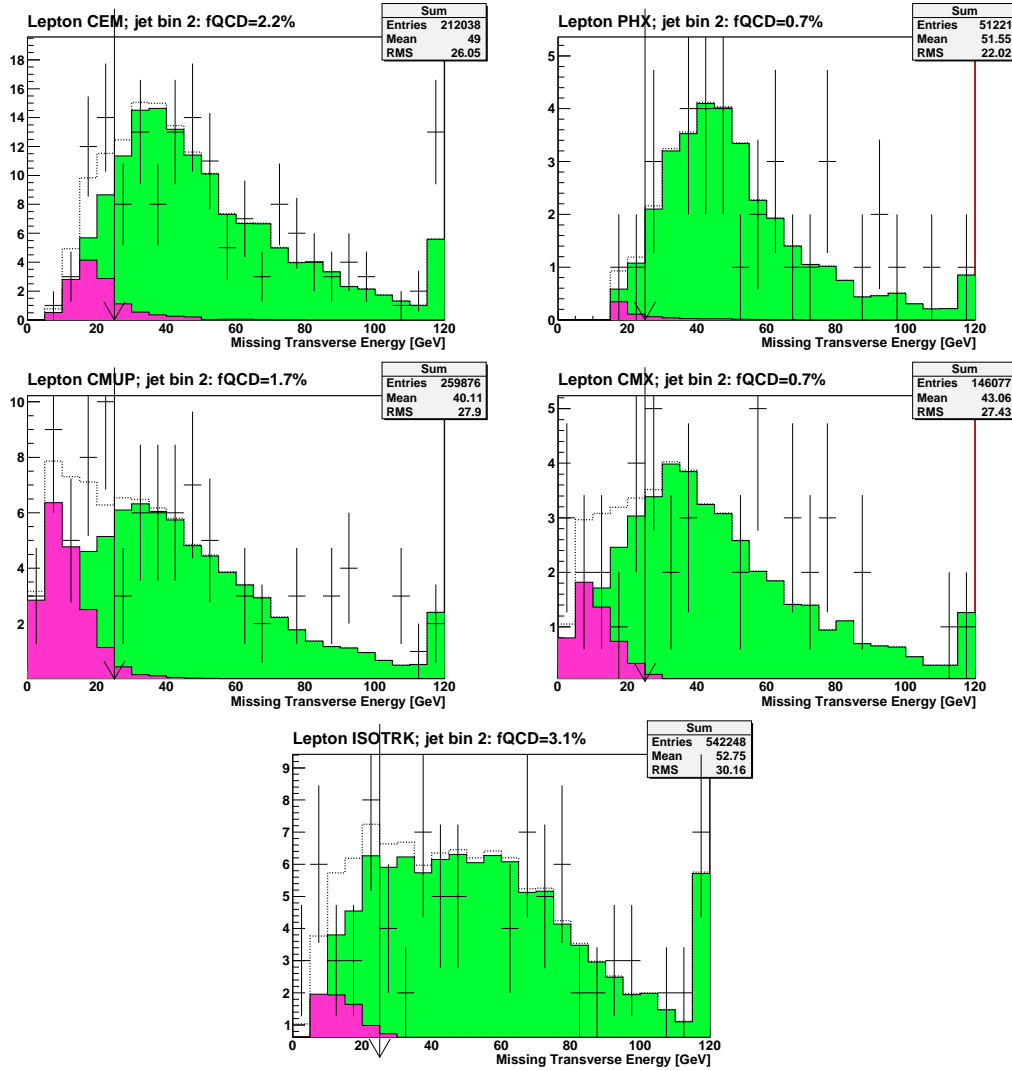 Lepton CEM; jet bin 2: fQCD=2.2%
Sum
Entries 212038
Mean 49
RMS 26.05
18
16
14
12
10
8
6
4
2
0
0 20 40 60 80 100 120
Missing Transverse Energy [GeV]
Lepton PHX; jet bin 2: fQCD=0.7%
Sum
Entries 51221
Mean 51.55
RMS 22.02
5
4
3
2
1
0
0 20 40 60 80 100 120
Missing Transverse Energy [GeV]
Lepton CMUP; jet bin 2: fQCD=1.7%
Sum
Entries 259876
Mean 40.11
RMS 27.9
10
8
6
4
2
0 20 40 60 80 100 120
Missing Transverse Energy [GeV]
Lepton CMX; jet bin 2: fQCD=0.7%
Sum
Entries 146077
Mean 43.06
RMS 27.43
5
4
3
2
1
0 20 40 60 80 100 120
Missing Transverse Energy [GeV]
Lepton ISOTRK; jet bin 2: fQCD=3.1%
Sum
Entries 542248
Mean 52.75
RMS 30.16
9
8
7
6
5
4
3
2
1
0 20 40 60 80 100 120
Missing Transverse Energy [GeV]